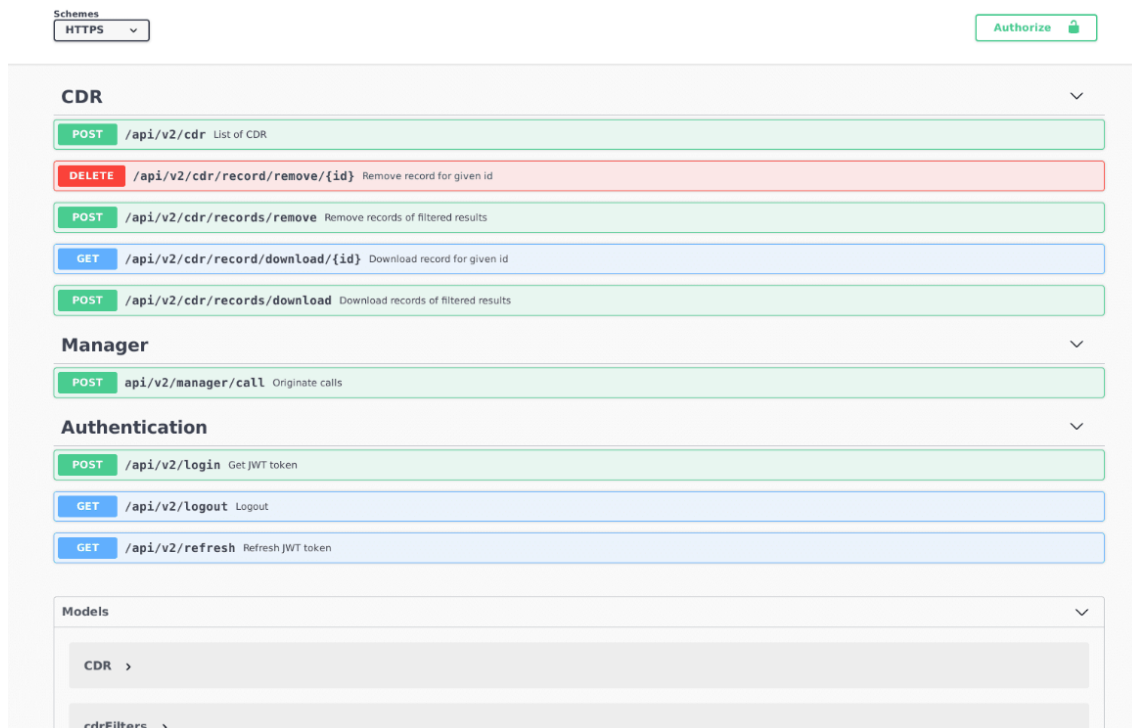 Schemes
HTTPS
Authorize
CDR
POST /api/v2/cdr List of CDR
DELETE /api/v2/cdr/record/remove/{id} Remove record for given id
POST /api/v2/cdr/records/remove Remove records of filtered results
GET /api/v2/cdr/record/download/{id} Download record for given id
POST /api/v2/cdr/records/download Download records of filtered results
Manager
POST api/v2/manager/call Originate calls
Authentication
POST /api/v2/login Get JWT token
GET /api/v2/logout Logout
GET /api/v2/refresh Refresh JWT token
Models
CDR
cdrFilters